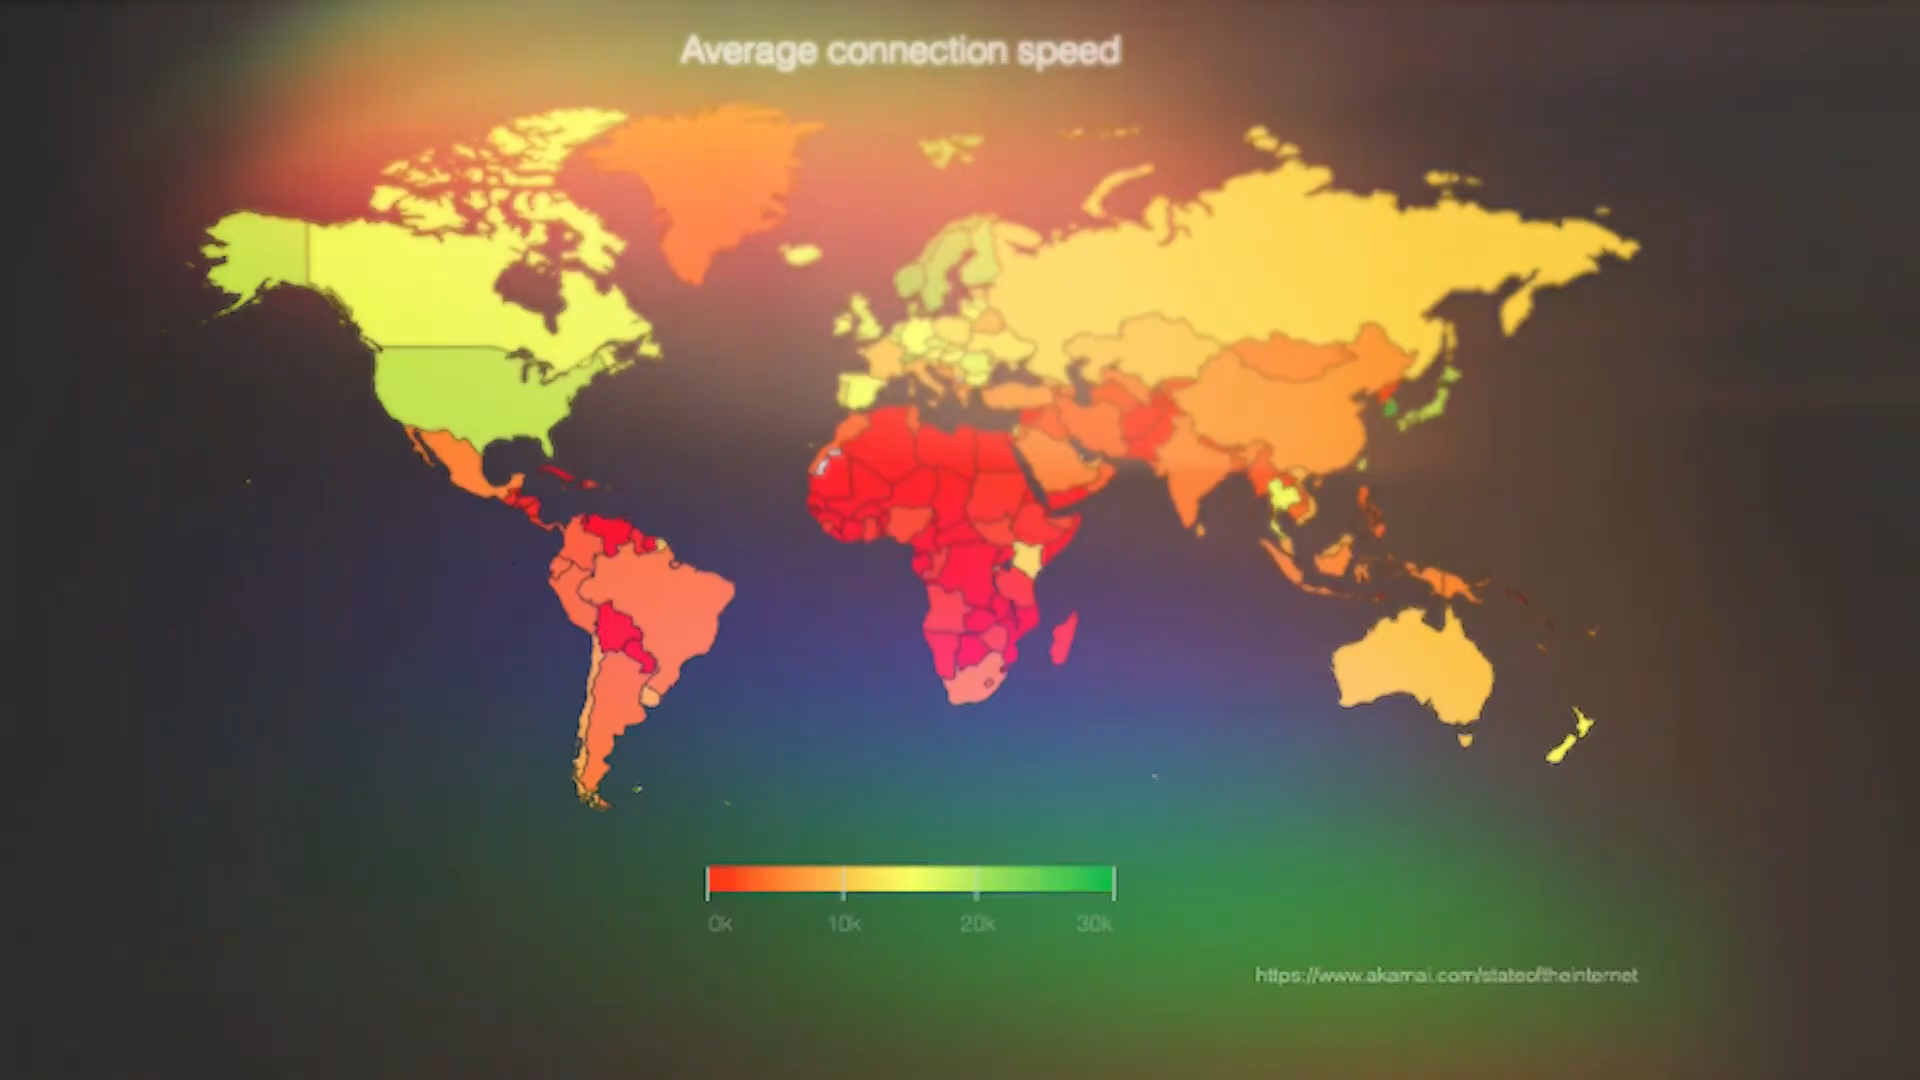 Average connection speed
0k 10k 20k 30k
https://www.akamai.com/stateoftheinternet